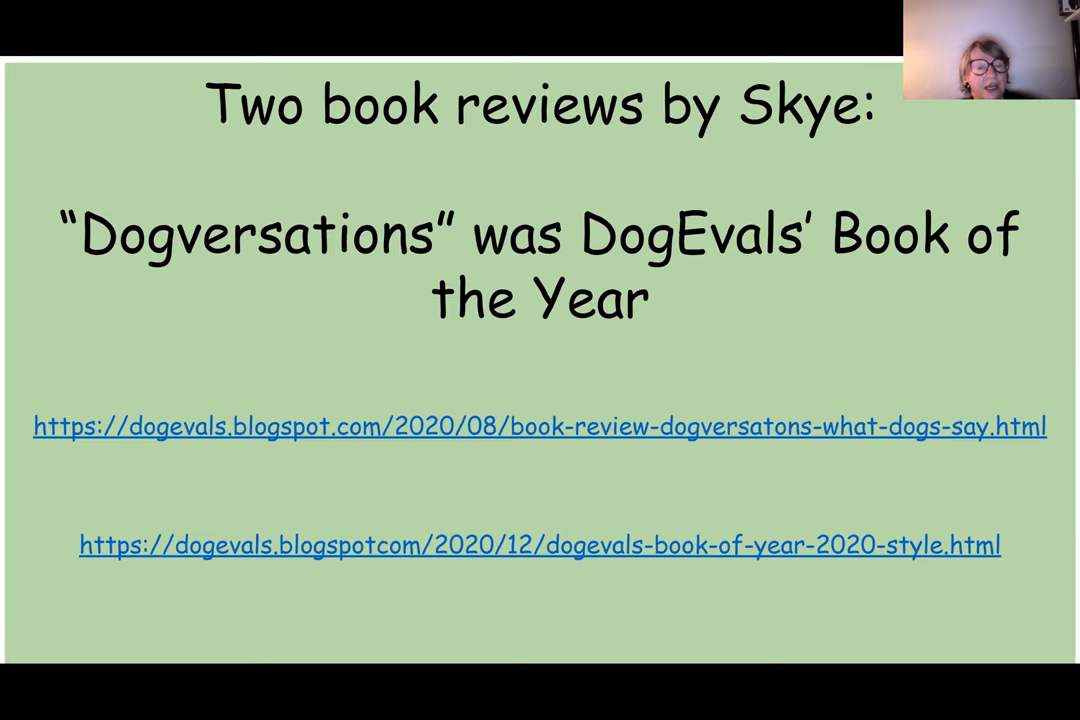 Two book reviews by Skye:
“Dogversations” was DogEvals’ Book of
the Year
https://dogevals.blogspot.com/2020/08/book-review-dogversatons-what-dogs-say.html
https://dogevals.blogspotcom/2020/12/dogevals-book-of-year-2020-style.html